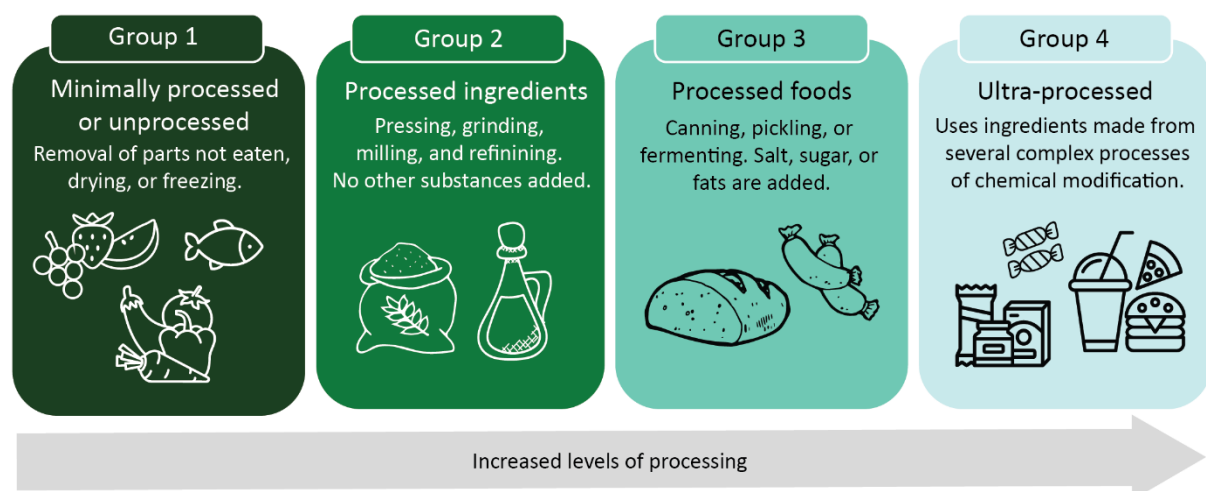 Group 1
Minimally processed
or unprocessed
Removal of parts not eaten,
drying, or freezing.
Group 2
Processed ingredients
Pressing, grinding,
milling, and refinining.
No other substances added.
Group 3
Processed foods
Canning, pickling, or
fermenting. Salt, sugar, or
fats are added.
Group 4
Ultra-processed
Uses ingredients made from
several complex processes
of chemical modification.
Increased levels of processing